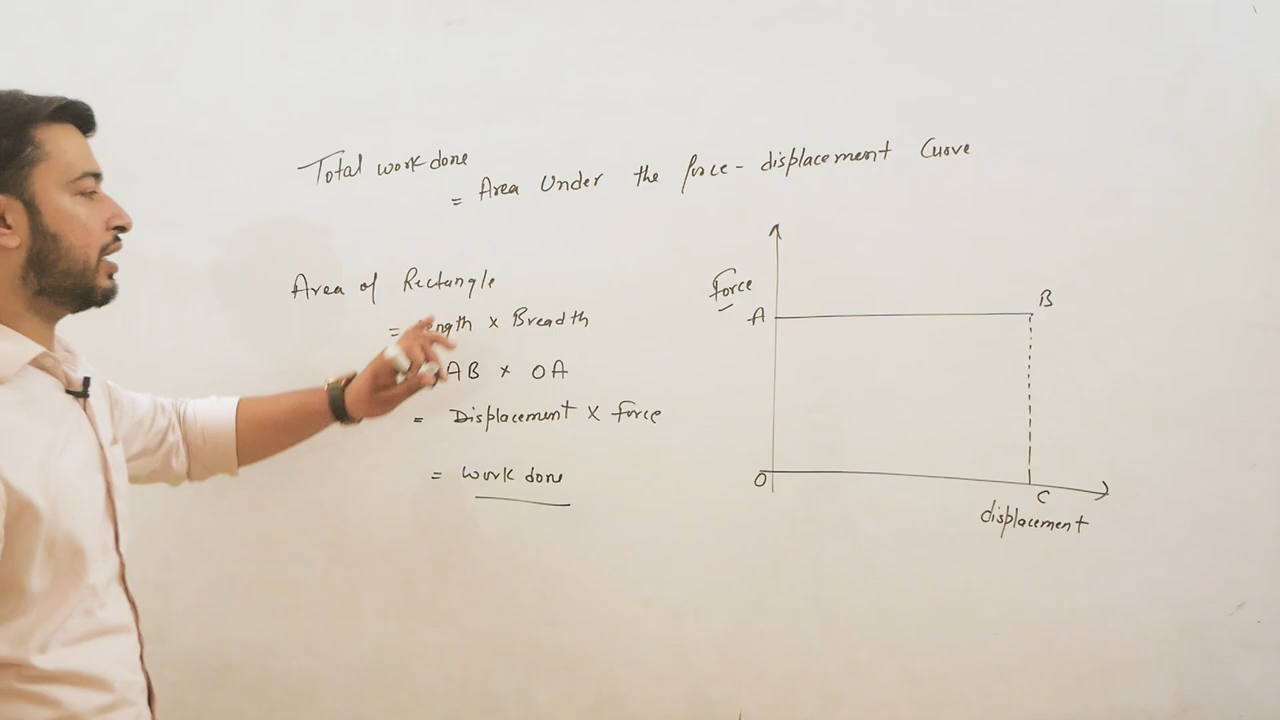 Total work done
= Area Under the force - displacement Curve
Area of Rectangle
= Length x Breadth
AB x OA
= Displacement x force
= work done
force
A
B
O
C
displacement